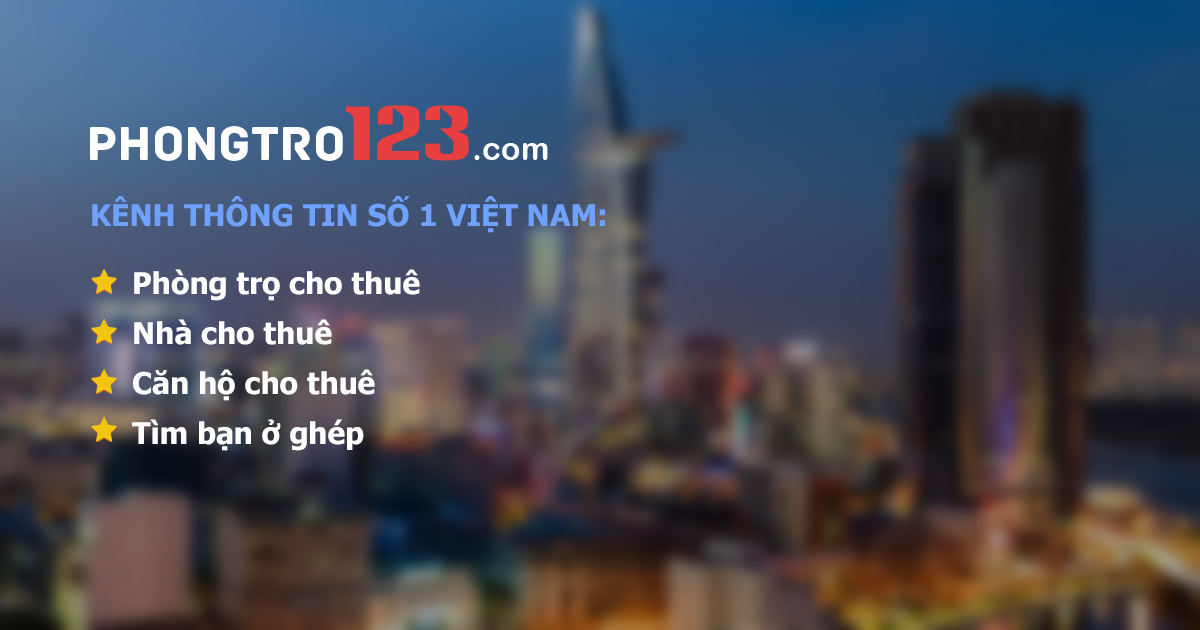 PHONGTRO123.com
KÊNH THÔNG TIN SỐ 1 VIỆT NAM:
Phòng trọ cho thuê
Nhà cho thuê
Căn hộ cho thuê
Tìm bạn ở ghép